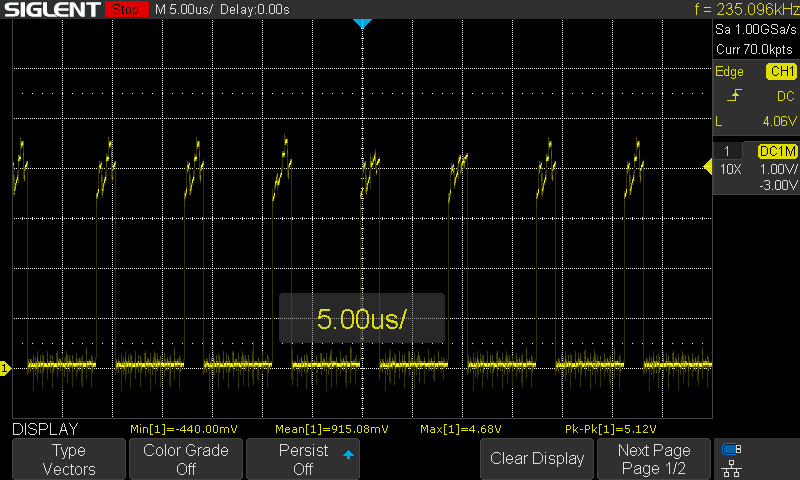 SIGLENT Stop M 5.00us/ Delay:0.00s f = 235.096kHz
Sa 1.00GSa/s
Curr 70.0kpts
Edge CH1
DC
L 4.06V
1 DC1M
10X 1.00V/
-3.00V
5.00us/
1
DISPLAY Min[1]=-440.00mV Mean[1]=915.08mV Max[1]=4.68V Pk-Pk[1]=5.12V
Type
Vectors
Color Grade
Off
Persist
Off
Clear Display
Next Page
Page 1/2